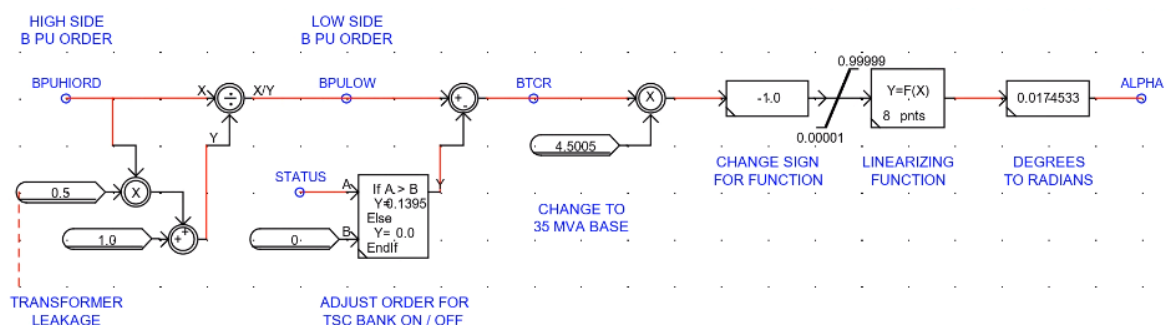 HIGH SIDE
B PU ORDER
LOW SIDE
B PU ORDER
BPUHIORD
X
X/Y
Y
BPULOW
+
-
BTCR
X
4.5005
-1.0
0.99999
0.00001
Y=F(X)
8 pnts
0.0174533
ALPHA
CHANGE SIGN
FOR FUNCTION
LINEARIZING
FUNCTION
DEGREES
TO RADIANS
CHANGE TO
35 MVA BASE
0.5
X
1.0
+
+
STATUS
A
B
0
If A > B
Y=0.1395
Else
Y= 0.0
EndIf
Y
TRANSFORMER
LEAKAGE
ADJUST ORDER FOR
TSC BANK ON / OFF